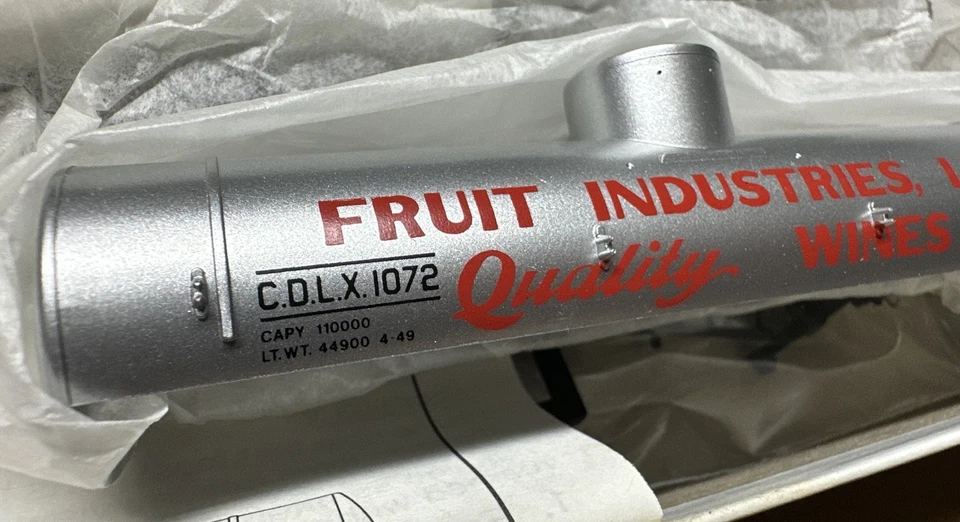 FRUIT INDUSTRIES,
Quality WINES
C.D.L.X. 1072
CAPY 110000
LT. WT. 44900 4-49